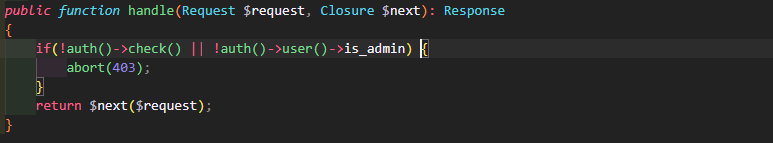 public function handle(Request $request, Closure $next): Response
{
    if(!auth()->check() || !auth()->user()->is_admin) {
        abort(403);
    }
    return $next($request);
}